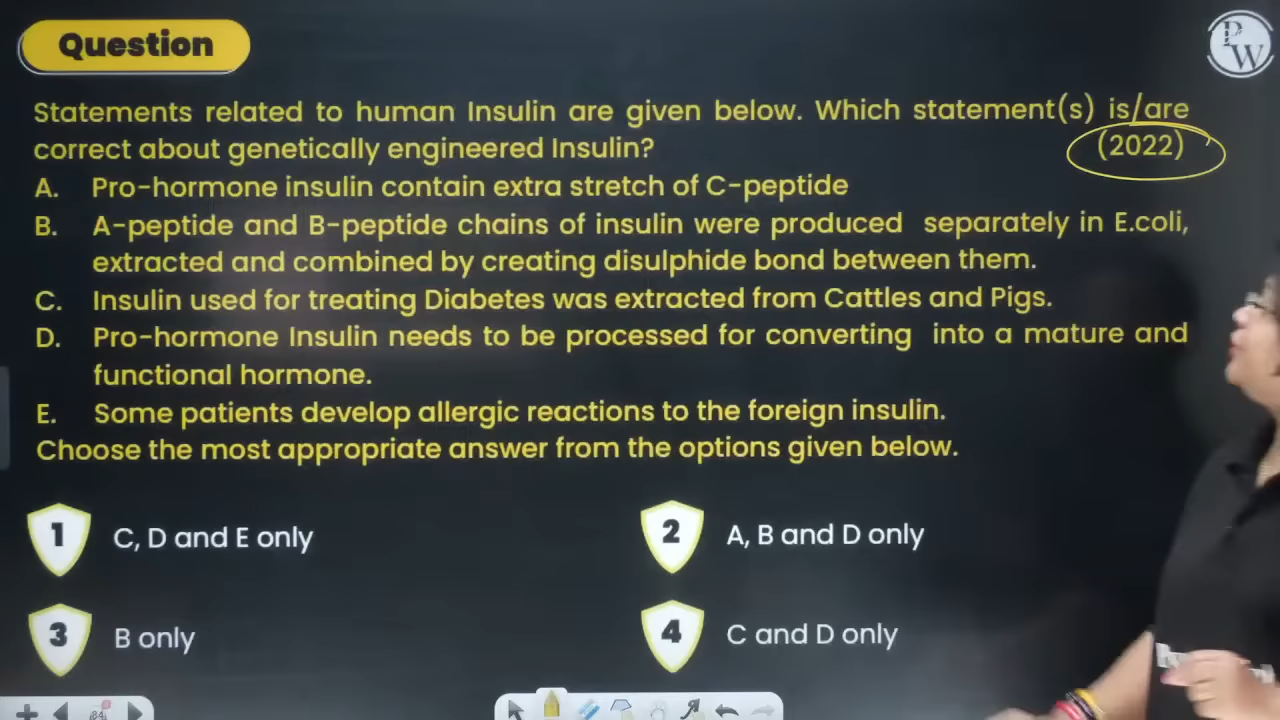 Question
PW
Statements related to human Insulin are given below. Which statement(s) is/are
correct about genetically engineered Insulin?
(2022)
A. Pro-hormone insulin contain extra stretch of C-peptide
B. A-peptide and B-peptide chains of insulin were produced separately in E.coli,
extracted and combined by creating disulphide bond between them.
C. Insulin used for treating Diabetes was extracted from Cattles and Pigs.
D. Pro-hormone Insulin needs to be processed for converting into a mature and
functional hormone.
E. Some patients develop allergic reactions to the foreign insulin.
Choose the most appropriate answer from the options given below.
1 C, D and E only
2 A, B and D only
3 B only
4 C and D only